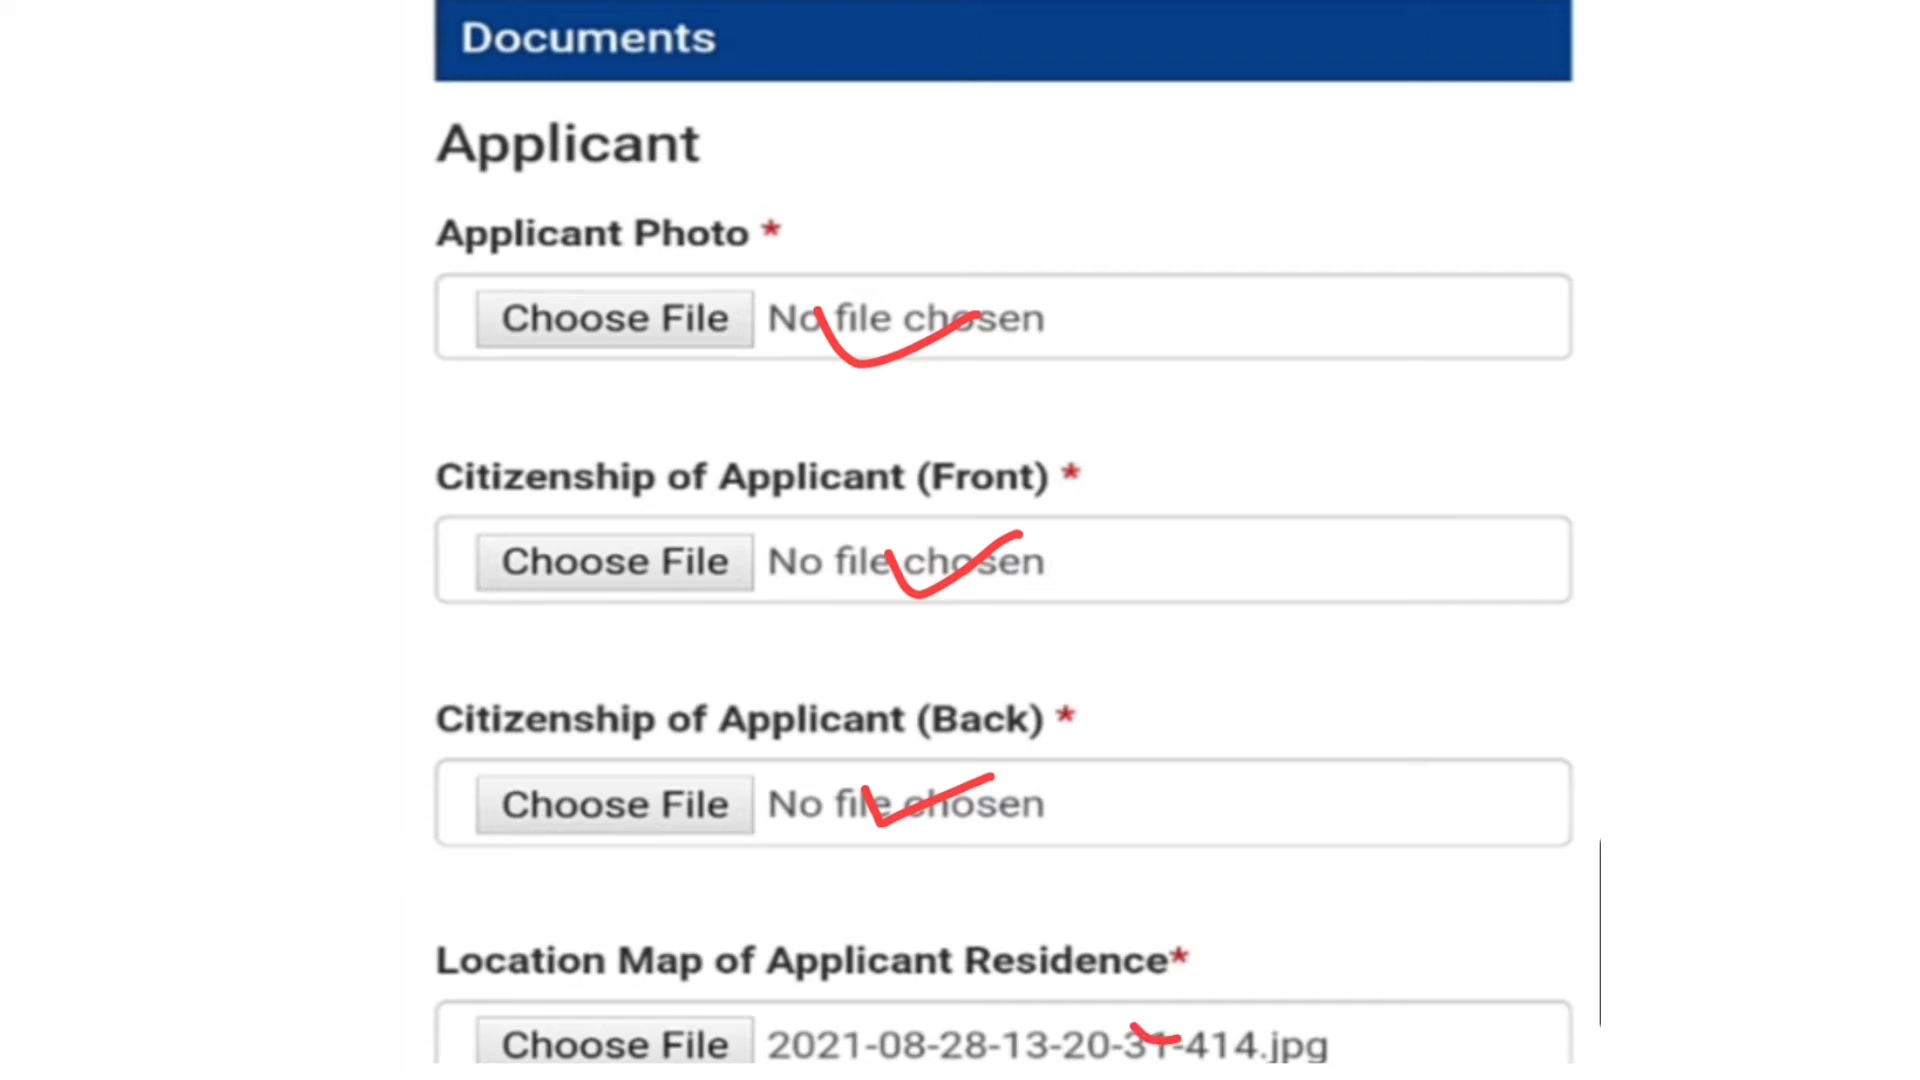 Documents
Applicant
Applicant Photo *
Choose File No file chosen
Citizenship of Applicant (Front) *
Choose File No file chosen
Citizenship of Applicant (Back) *
Choose File No file chosen
Location Map of Applicant Residence*
Choose File 2021-08-28-13-20-31-414.jpg